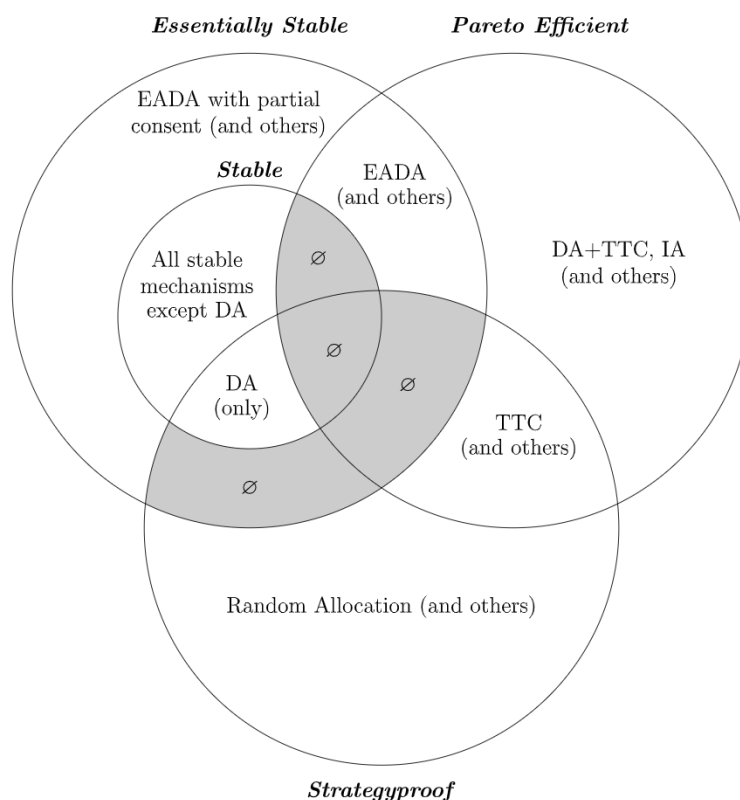 Essentially Stable
Pareto Efficient
EADA with partial
consent (and others)
Stable
EADA
(and others)
∅
All stable
mechanisms
except DA
DA+TTC, IA
(and others)
∅
∅
DA
(only)
TTC
(and others)
∅
Random Allocation (and others)
Strategyproof